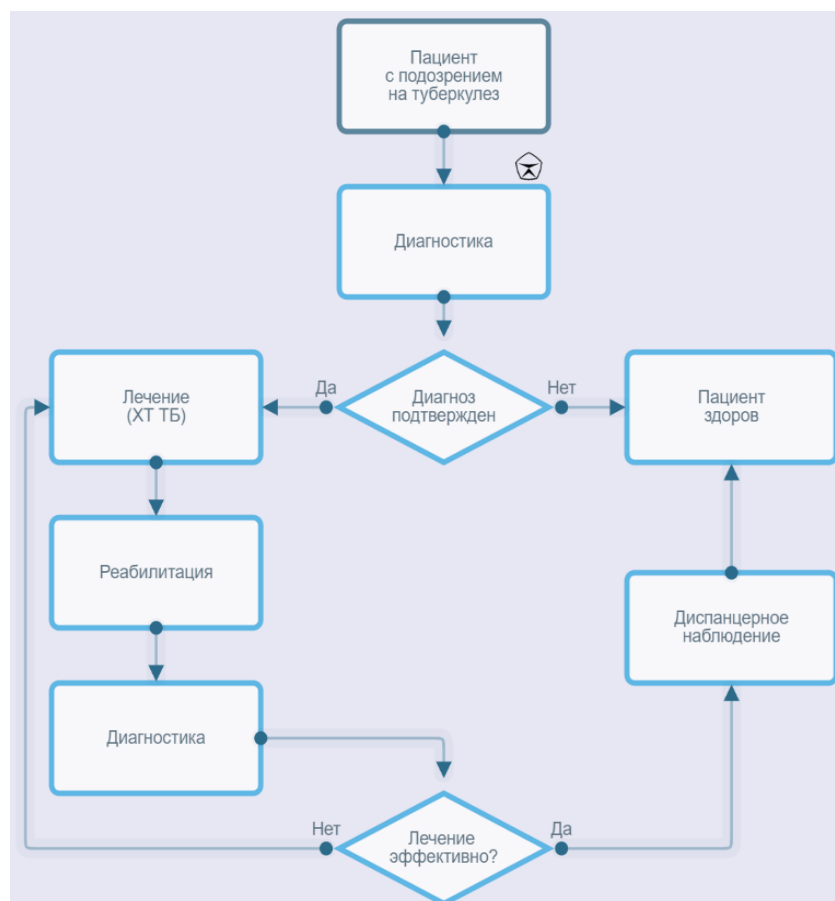 Пациент
с подозрением
на туберкулез
Диагностика
Лечение
(ХТ ТБ)
Да
Диагноз
подтвержден
Нет
Пациент
здоров
Реабилитация
Диспанцерное
наблюдение
Диагностика
Нет
Лечение
эффективно?
Да